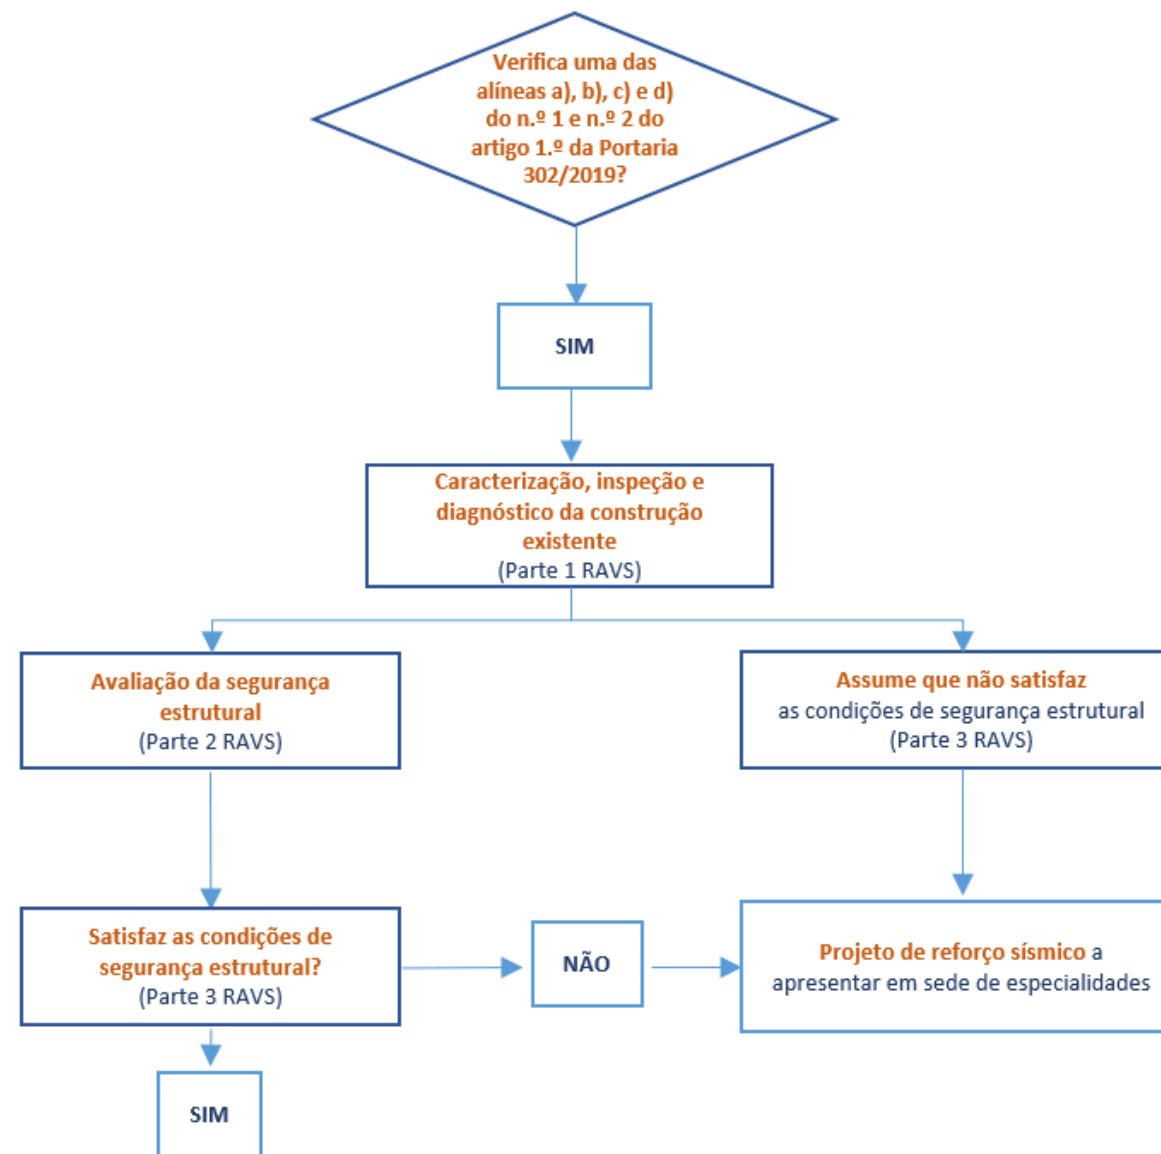 Verifica uma das
alíneas a), b), c) e d)
do n.º 1 e n.º 2 do
artigo 1.º da Portaria
302/2019?
SIM
Caracterização, inspeção e
diagnóstico da construção
existente
(Parte 1 RAVS)
Avaliação da segurança
estrutural
(Parte 2 RAVS)
Assume que não satisfaz
as condições de segurança estrutural
(Parte 3 RAVS)
Satisfaz as condições de
segurança estrutural?
(Parte 3 RAVS)
NÃO
Projeto de reforço sísmico a
apresentar em sede de especialidades
SIM